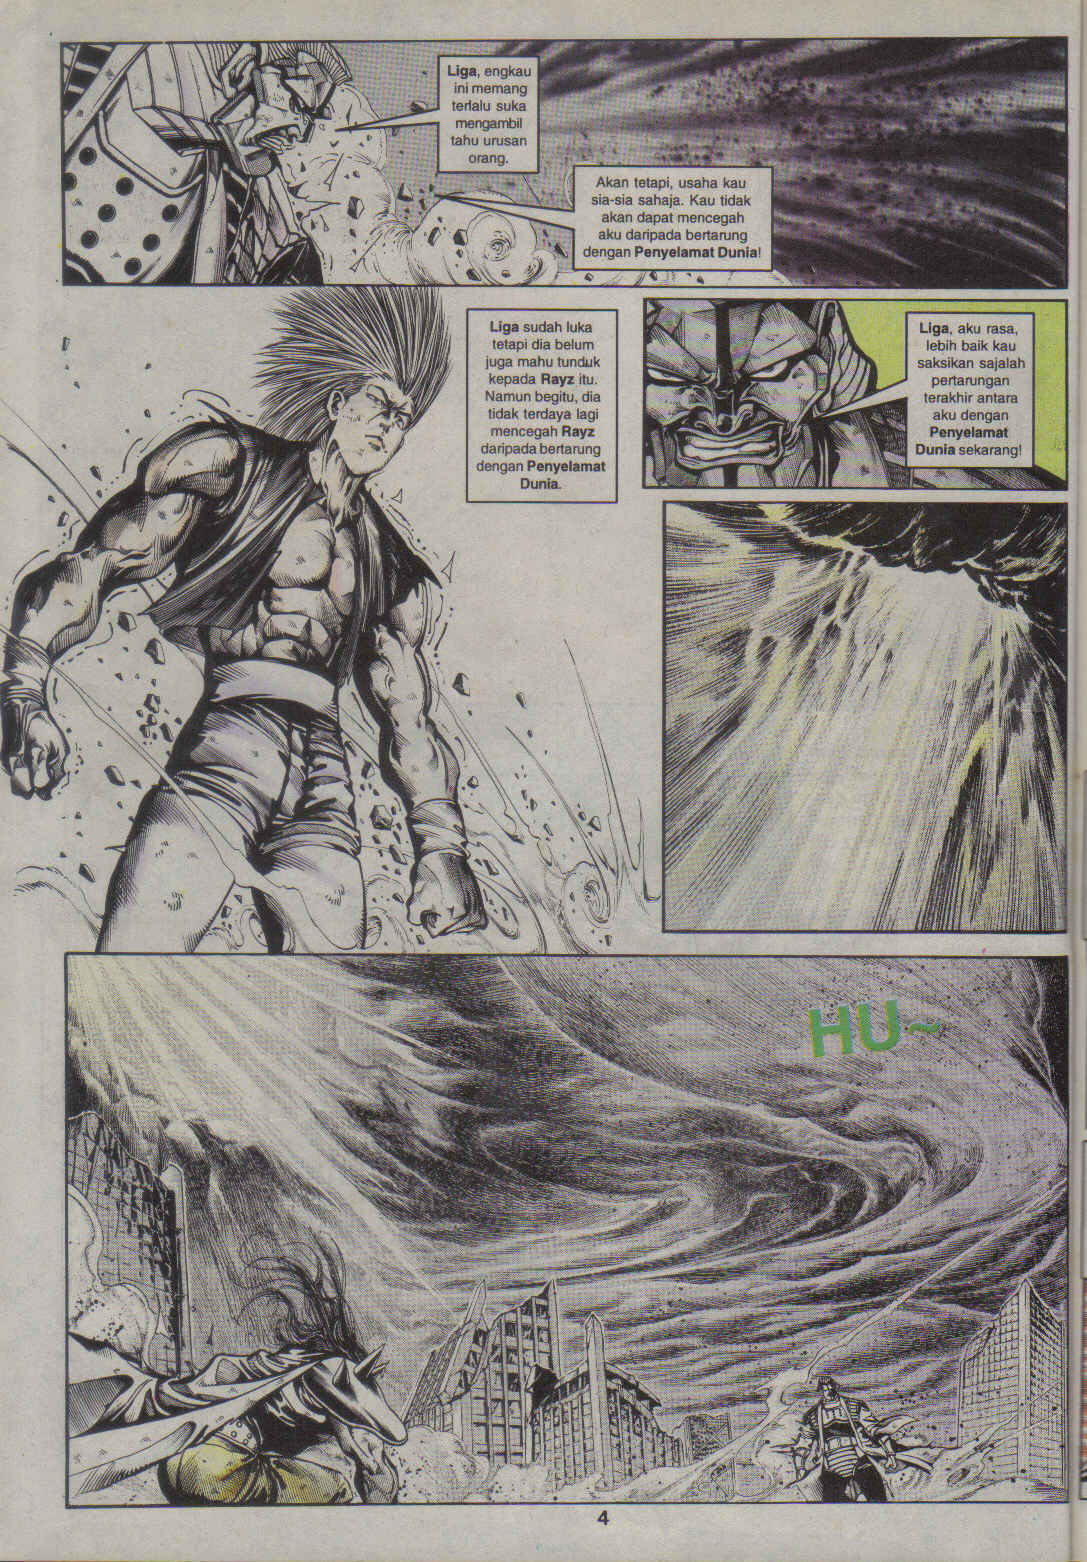 Liga, engkau
ini memang
terlalu suka
mengambil
tahu urusan
orang.
Akan tetapi, usaha kau
sia-sia sahaja. Kau tidak
akan dapat mencegah
aku daripada bertarung
dengan Penyelamat Dunia!
Liga sudah luka
tetapi dia belum
juga mahu tunduk
kepada Rayz itu.
Namun begitu, dia
tidak terdaya lagi
mencegah Rayz
daripada bertarung
dengan Penyelamat
Dunia.
Liga, aku rasa,
lebih baik kau
saksikan sajalah
pertarungan
terakhir antara
aku dengan
Penyelamat
Dunia sekarang!
HU~
4